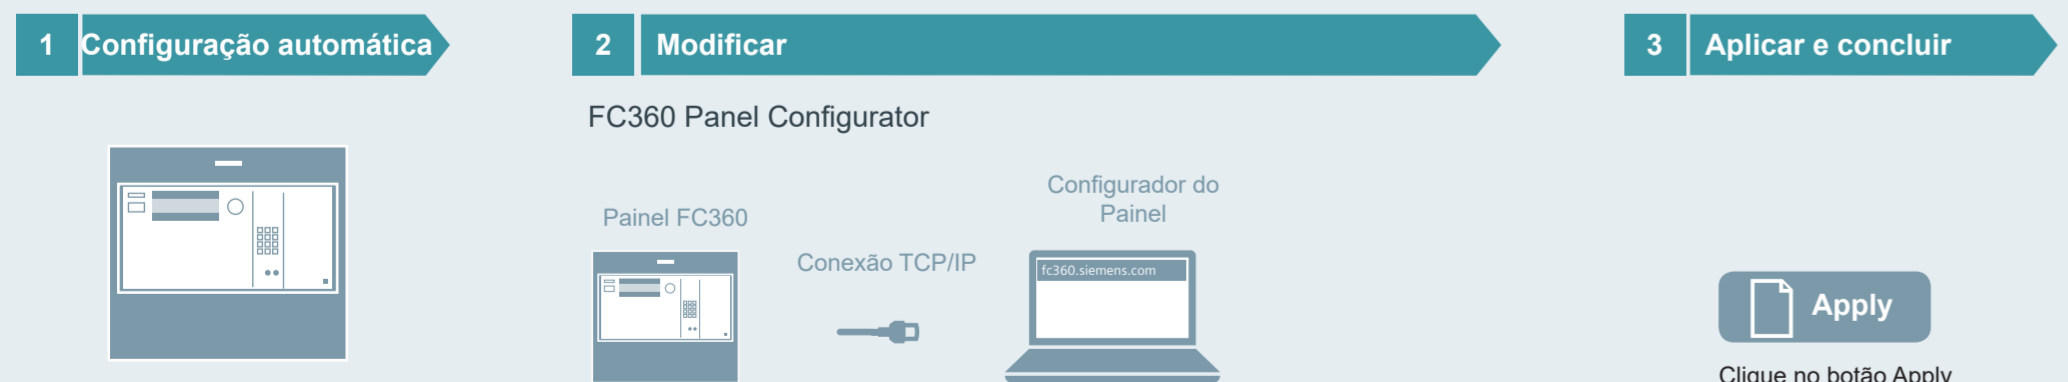 1 Configuração automática
2 Modificar
3 Aplicar e concluir
FC360 Panel Configurator
Configurador do
Painel
Painel FC360
Conexão TCP/IP
fc360.siemens.com
Apply
Clique no botão Apply